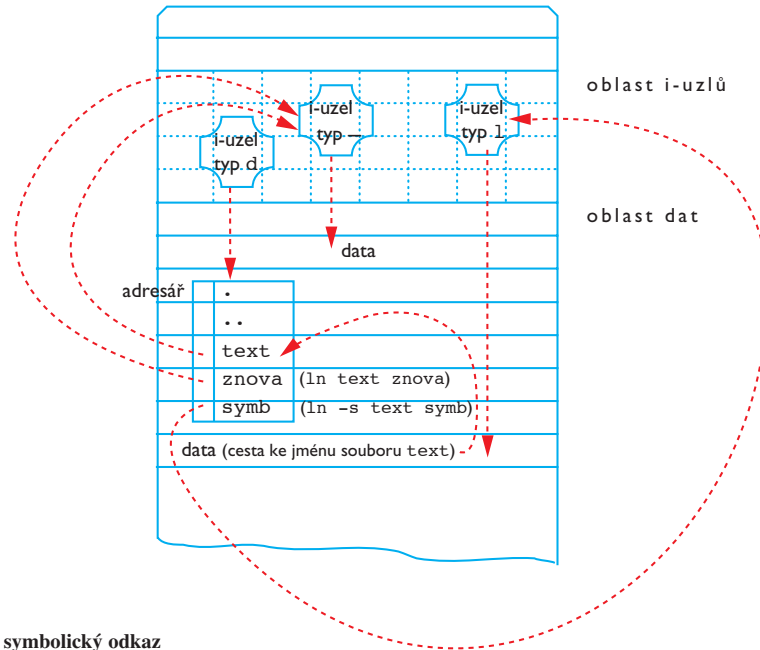 oblast i-uzlů
i-uzel
typ —
i-uzel
typ l
i-uzel
typ d
oblast dat
data
adresář
.
..
text
znova (ln text znova)
symb (ln -s text symb)
data (cesta ke jménu souboru text)
symbolický odkaz